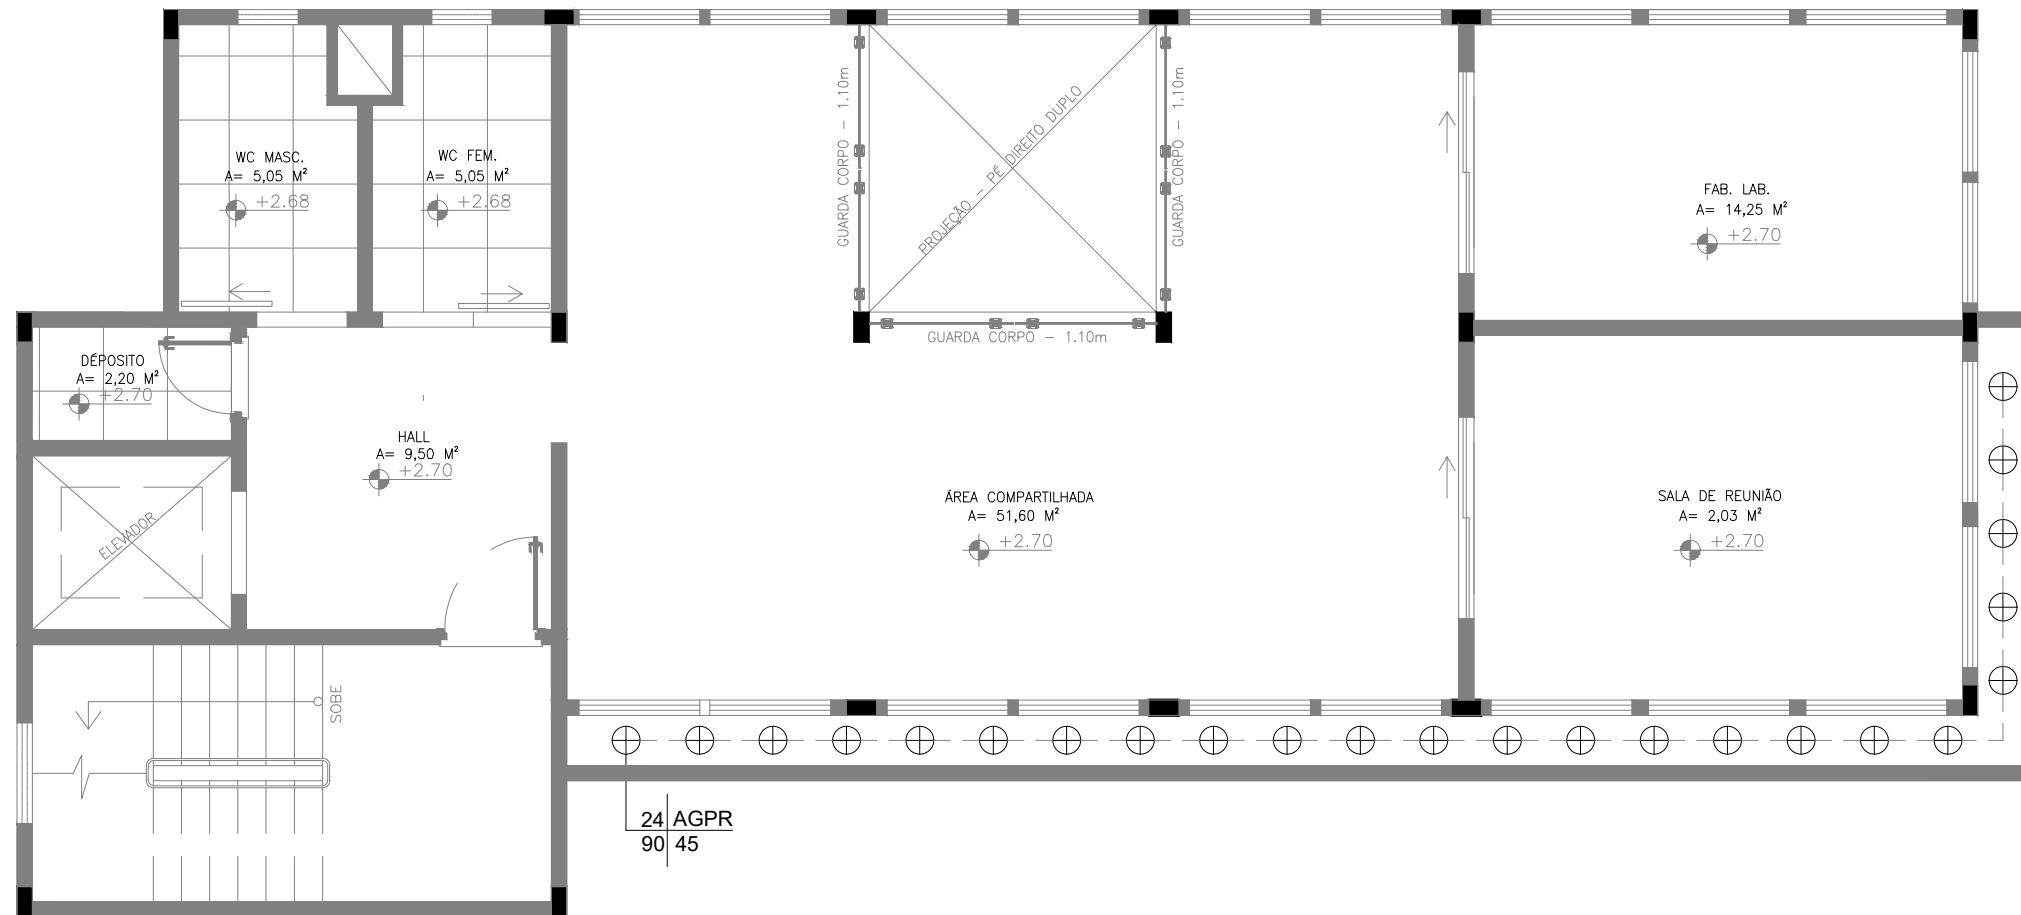 WC MASC.
A= 5,05 M²
+2.68
WC FEM.
A= 5,05 M²
+2.68
GUARDA CORPO - 1.10m
PROJEÇÃO - PÉ DIREITO DUPLO
GUARDA CORPO - 1.10m
GUARDA CORPO - 1.10m
FAB. LAB.
A= 14,25 M²
+2.70
DÉPOSITO
A= 2,20 M²
+2.70
HALL
A= 9,50 M²
+2.70
ELEVADOR
ÁREA COMPARTILHADA
A= 51,60 M²
+2.70
SALA DE REUNIÃO
A= 2,03 M²
+2.70
SOBE
24 AGPR
90 45